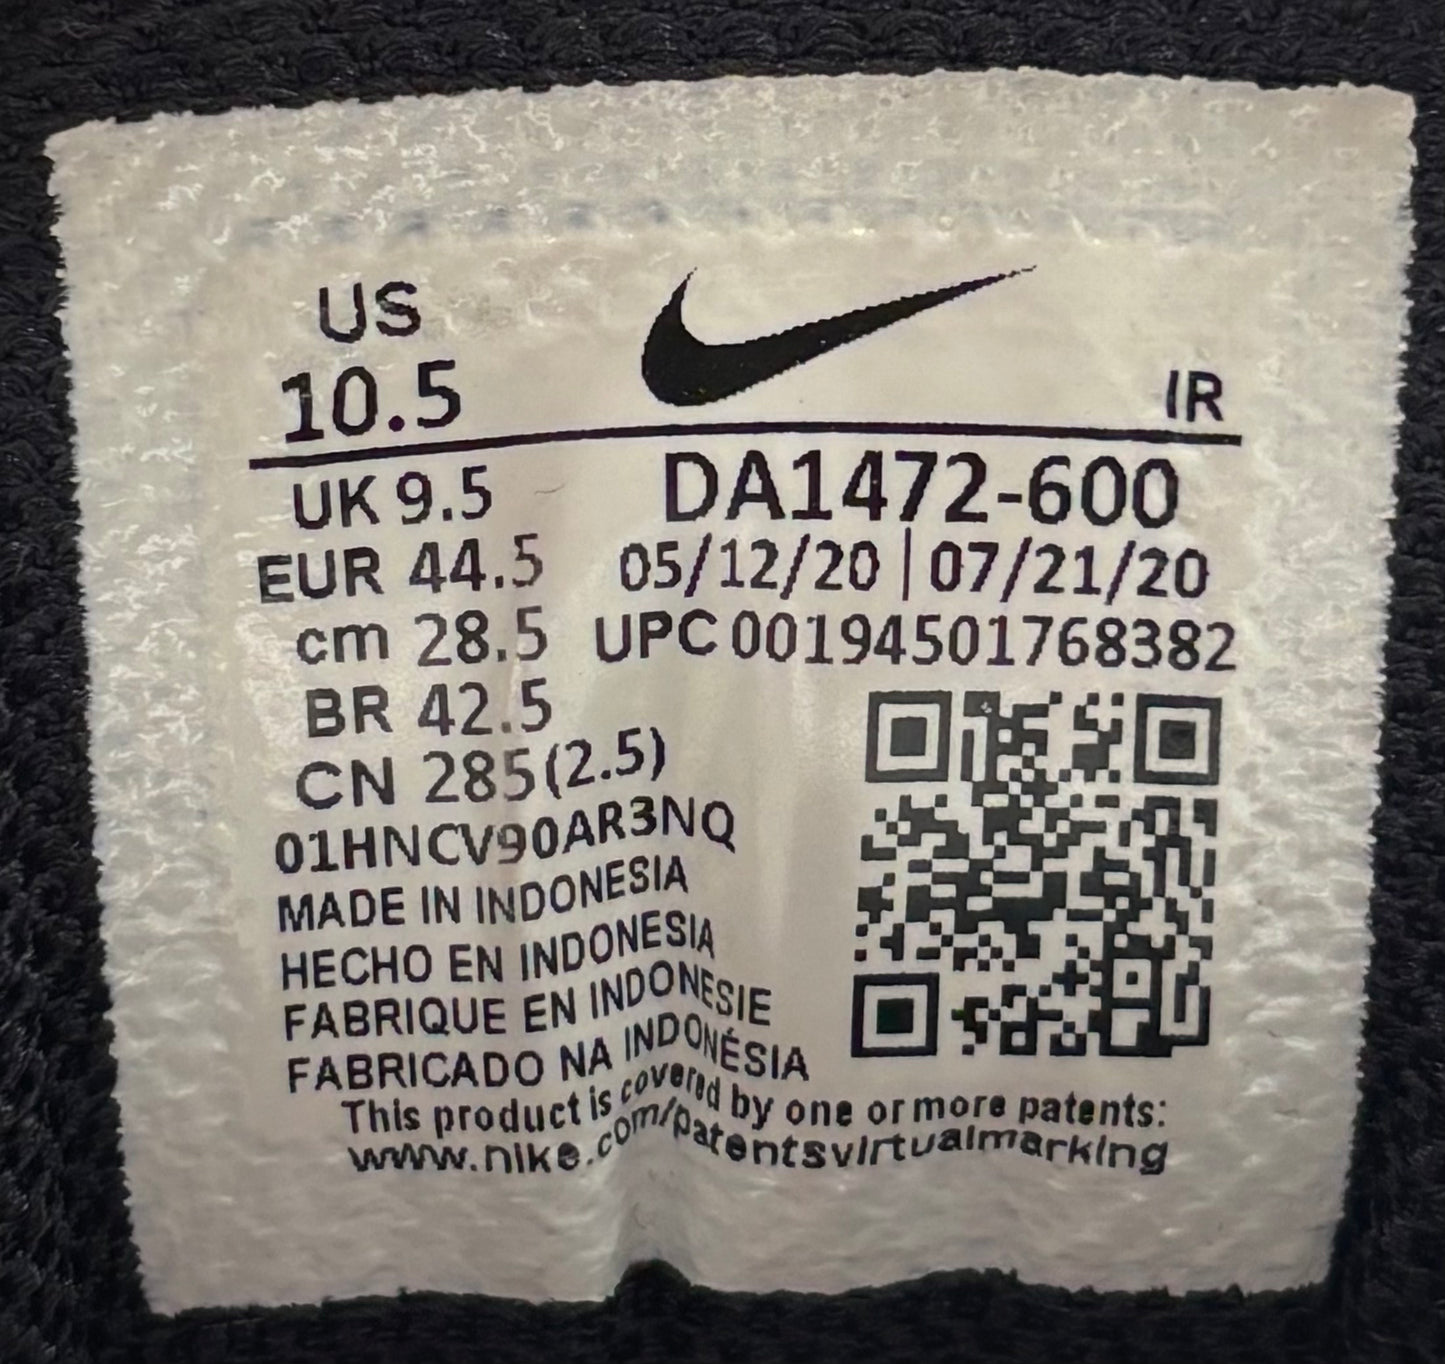 US
10.5
IR
UK 9.5
DA1472-600
EUR 44.5
05/12/20 | 07/21/20
cm 28.5
UPC 00194501768382
BR 42.5
CN 285(2.5)
01HNCV90AR3NQ
MADE IN INDONESIA
HECHO EN INDONESIA
FABRIQUE EN INDONESIE
FABRICADO NA INDONÉSIA
This product is covered by one or more patents:
www.nike.com/patentsvirtualmarking